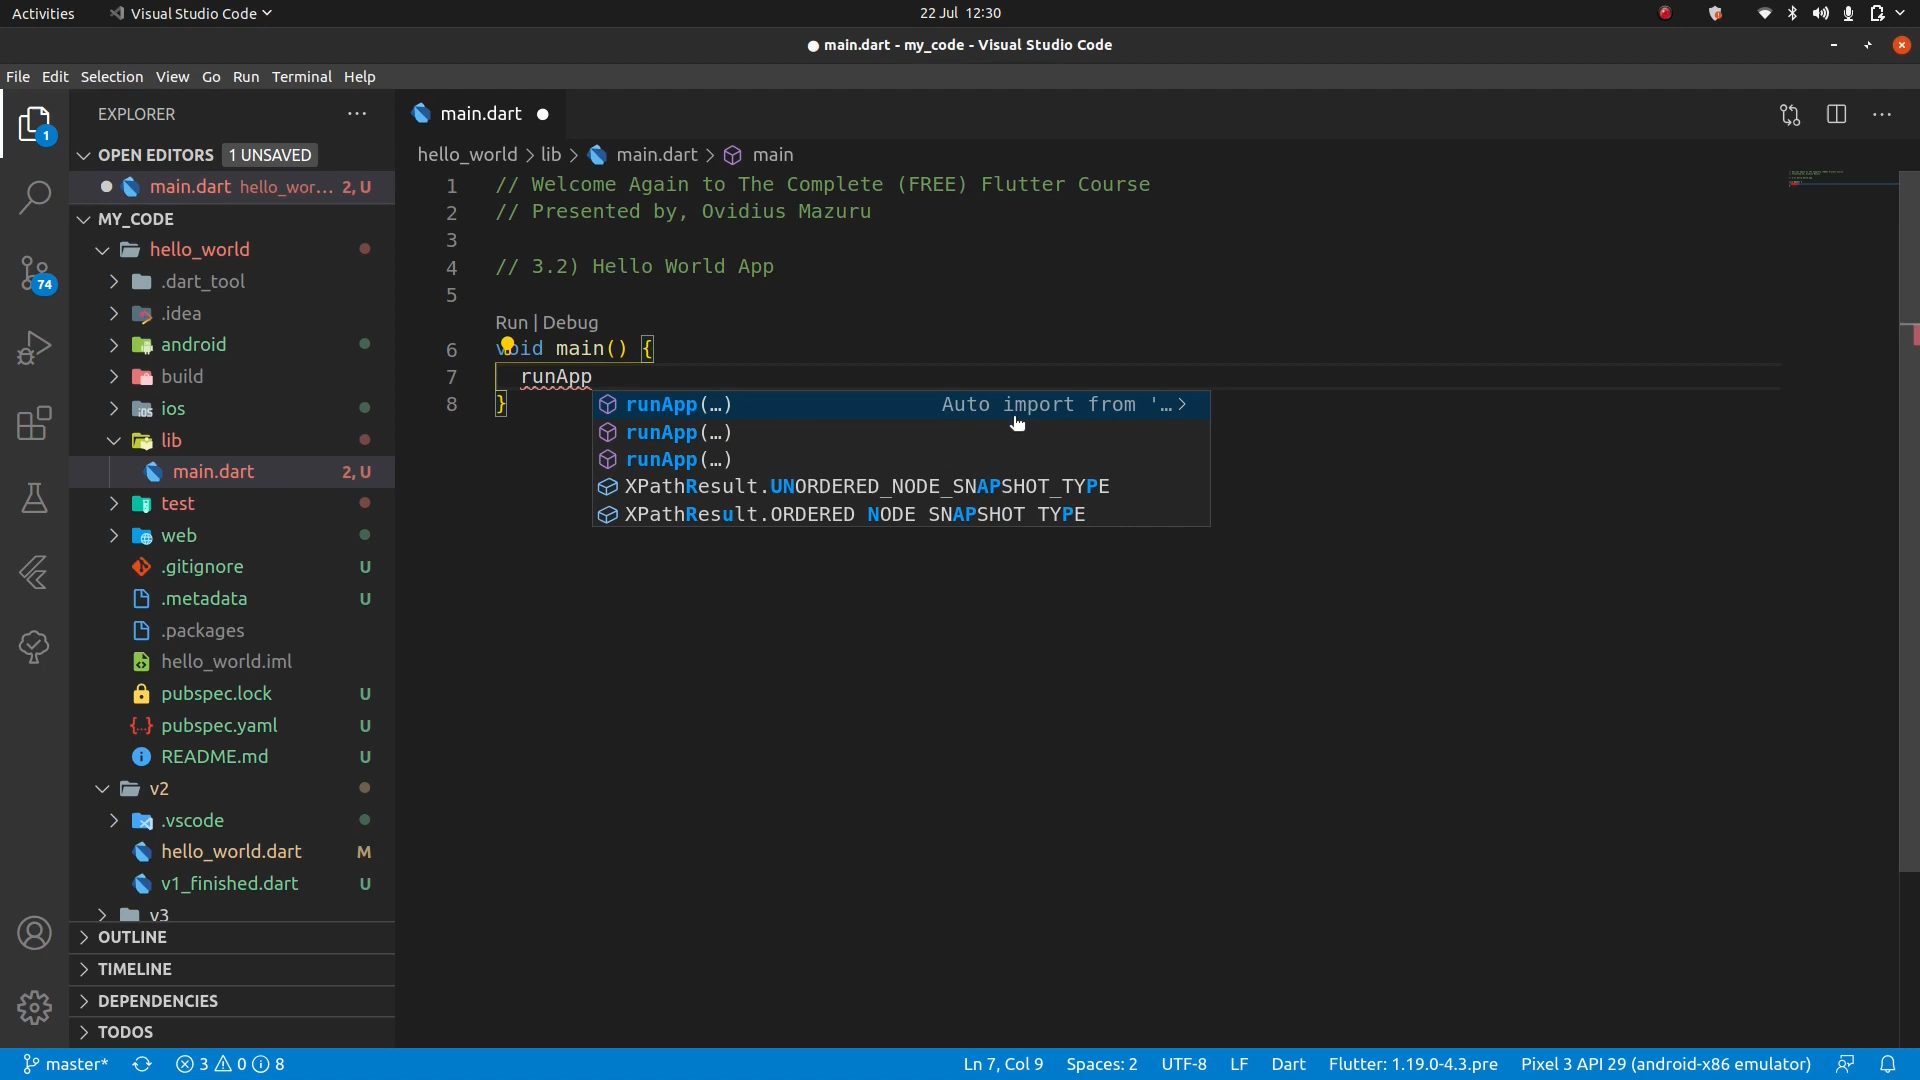 Activities Visual Studio Code 22 Jul 12:30
main.dart - my_code - Visual Studio Code
File Edit Selection View Go Run Terminal Help
EXPLORER
main.dart
OPEN EDITORS 1 UNSAVED
main.dart hello_wor... 2, U
MY_CODE
hello_world
.dart_tool
.idea
android
build
ios
lib
main.dart 2, U
test
web
.gitignore U
.metadata U
.packages
hello_world.iml
pubspec.lock U
pubspec.yaml U
README.md U
v2
.vscode
hello_world.dart M
v1_finished.dart U
v3
OUTLINE
TIMELINE
DEPENDENCIES
TODOS
1
74
hello_world > lib > main.dart > main
1 // Welcome Again to The Complete (FREE) Flutter Course
2 // Presented by, Ovidius Mazuru
3
4 // 3.2) Hello World App
5
Run | Debug
6 void main() {
7 runApp
8 }
runApp(…) Auto import from '…
runApp(…)
runApp(…)
XPathResult.UNORDERED_NODE_SNAPSHOT_TYPE
XPathResult.ORDERED_NODE_SNAPSHOT_TYPE
master* 3 0 8 Ln 7, Col 9 Spaces: 2 UTF-8 LF Dart Flutter: 1.19.0-4.3.pre Pixel 3 API 29 (android-x86 emulator)